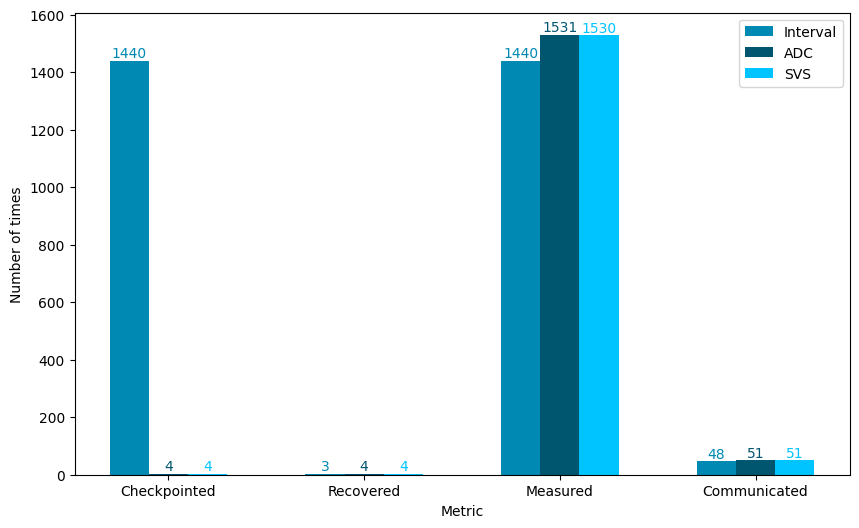 1600
1400
1200
1000
800
600
400
200
0
Number of times
1440
4
4
3
4
4
1440
1531
1530
48
51
51
Interval
ADC
SVS
Checkpointed
Recovered
Measured
Communicated
Metric